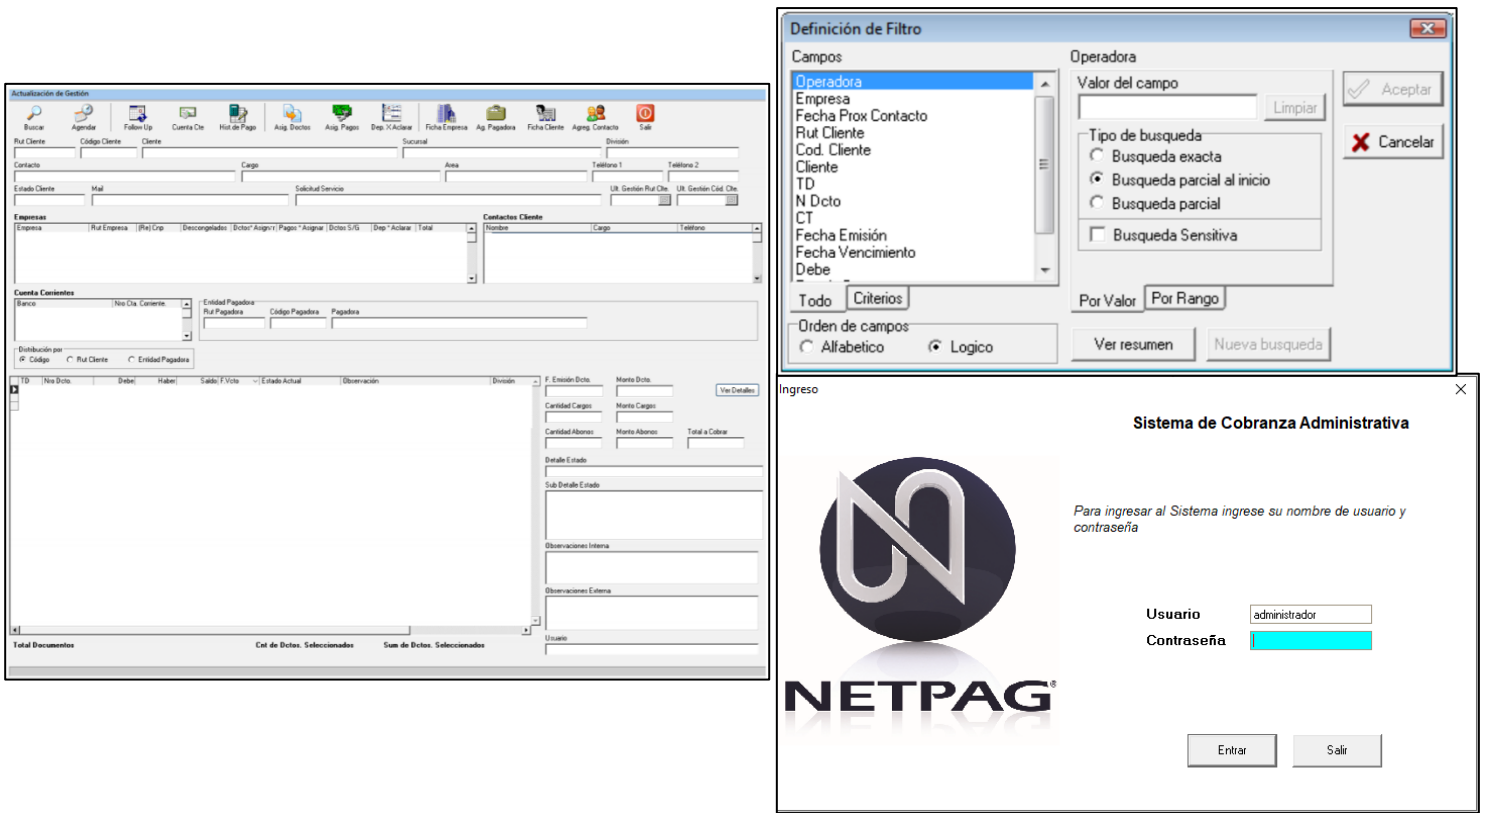 Actualización de Gestión
Buscar Agendar Follow Up Cuenta Cte Hist de Pago Asig. Doctos Asig. Pagos Dep. X Aclarar Ficha Empresa Ag. Pagadora Ficha Cliente Agreg. Contacto Salir
Rut Cliente Código Cliente Cliente Sucursal División
Contacto Cargo Area Teléfono 1 Teléfono 2
Estado Cliente Mail Solicitud Servicio Ult. Gestión Rut Clte. Ult. Gestión Cód. Clte.
Empresas Contactos Cliente
Empresa Rut Empresa (Re) Cnp Descongelados Dctos* Asignr Pagos * Asignar Dctos S/G Dep * Aclarar Total
Nombre Cargo Teléfono
Cuenta Corrientes
Banco Nro Cta. Corriente.
Entidad Pagadora
Rut Pagadora Código Pagadora Pagadora
Distribución por
Código Rut Cliente Entidad Pagadora
TD Nro Dcto. Debe Haber Saldo F.Vcto Estado Actual Observación División
F. Emisión Dcto. Monto Dcto.
Ver Detalles
Cantidad Cargos Monto Cargos
Cantidad Abonos Monto Abonos Total a Cobrar
Detalle Estado
Sub Detalle Estado
Observaciones Interna
Observaciones Externa
Usuario
Total Documentos Cnt de Dctos. Seleccionados Sum de Dctos. Seleccionados
Definición de Filtro
Campos
Operadora
Empresa
Fecha Prox Contacto
Rut Cliente
Cod. Cliente
Cliente
TD
N Dcto
CT
Fecha Emisión
Fecha Vencimiento
Debe
Todo Criterios
Orden de campos
Alfabetico Logico
Operadora
Valor del campo
Limpiar
Tipo de busqueda
Busqueda exacta
Busqueda parcial al inicio
Busqueda parcial
Busqueda Sensitiva
Por Valor Por Rango
Ver resumen Nueva busqueda
Aceptar
Cancelar
Ingreso
Sistema de Cobranza Administrativa
Para ingresar al Sistema ingrese su nombre de usuario y
contraseña
Usuario administrador
Contraseña
NETPAG®
Entrar Salir